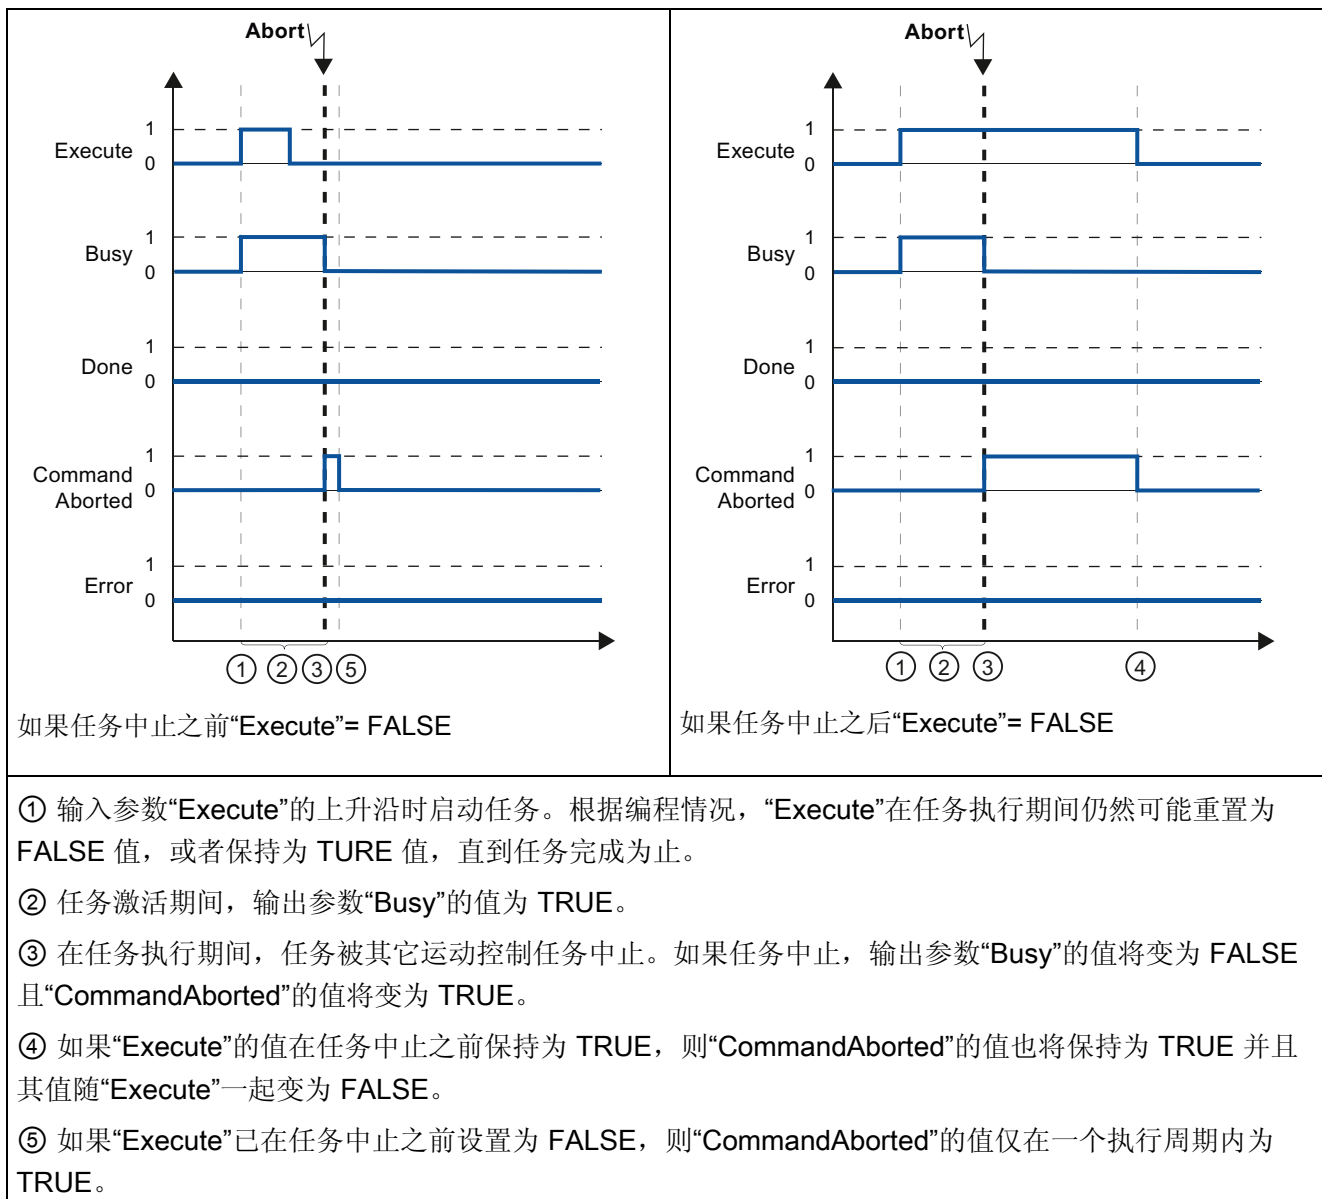 Abort
1
Execute
0
1
Busy
0
1
Done
0
1
Command
Aborted
0
1
Error
0
① ② ③ ⑤
如果任务中止之前“Execute”= FALSE
Abort
1
Execute
0
1
Busy
0
1
Done
0
1
Command
Aborted
0
1
Error
0
① ② ③ ④
如果任务中止之后“Execute”= FALSE
① 输入参数“Execute”的上升沿时启动任务。根据编程情况，“Execute”在任务执行期间仍然可能重置为
FALSE 值，或者保持为 TURE 值，直到任务完成为止。
② 任务激活期间，输出参数“Busy”的值为 TRUE。
③ 在任务执行期间，任务被其它运动控制任务中止。如果任务中止，输出参数“Busy”的值将变为 FALSE
且“CommandAborted”的值将变为 TRUE。
④ 如果“Execute”的值在任务中止之前保持为 TRUE，则“CommandAborted”的值也将保持为 TRUE 并且
其值随“Execute”一起变为 FALSE。
⑤ 如果“Execute”已在任务中止之前设置为 FALSE，则“CommandAborted”的值仅在一个执行周期内为
TRUE。